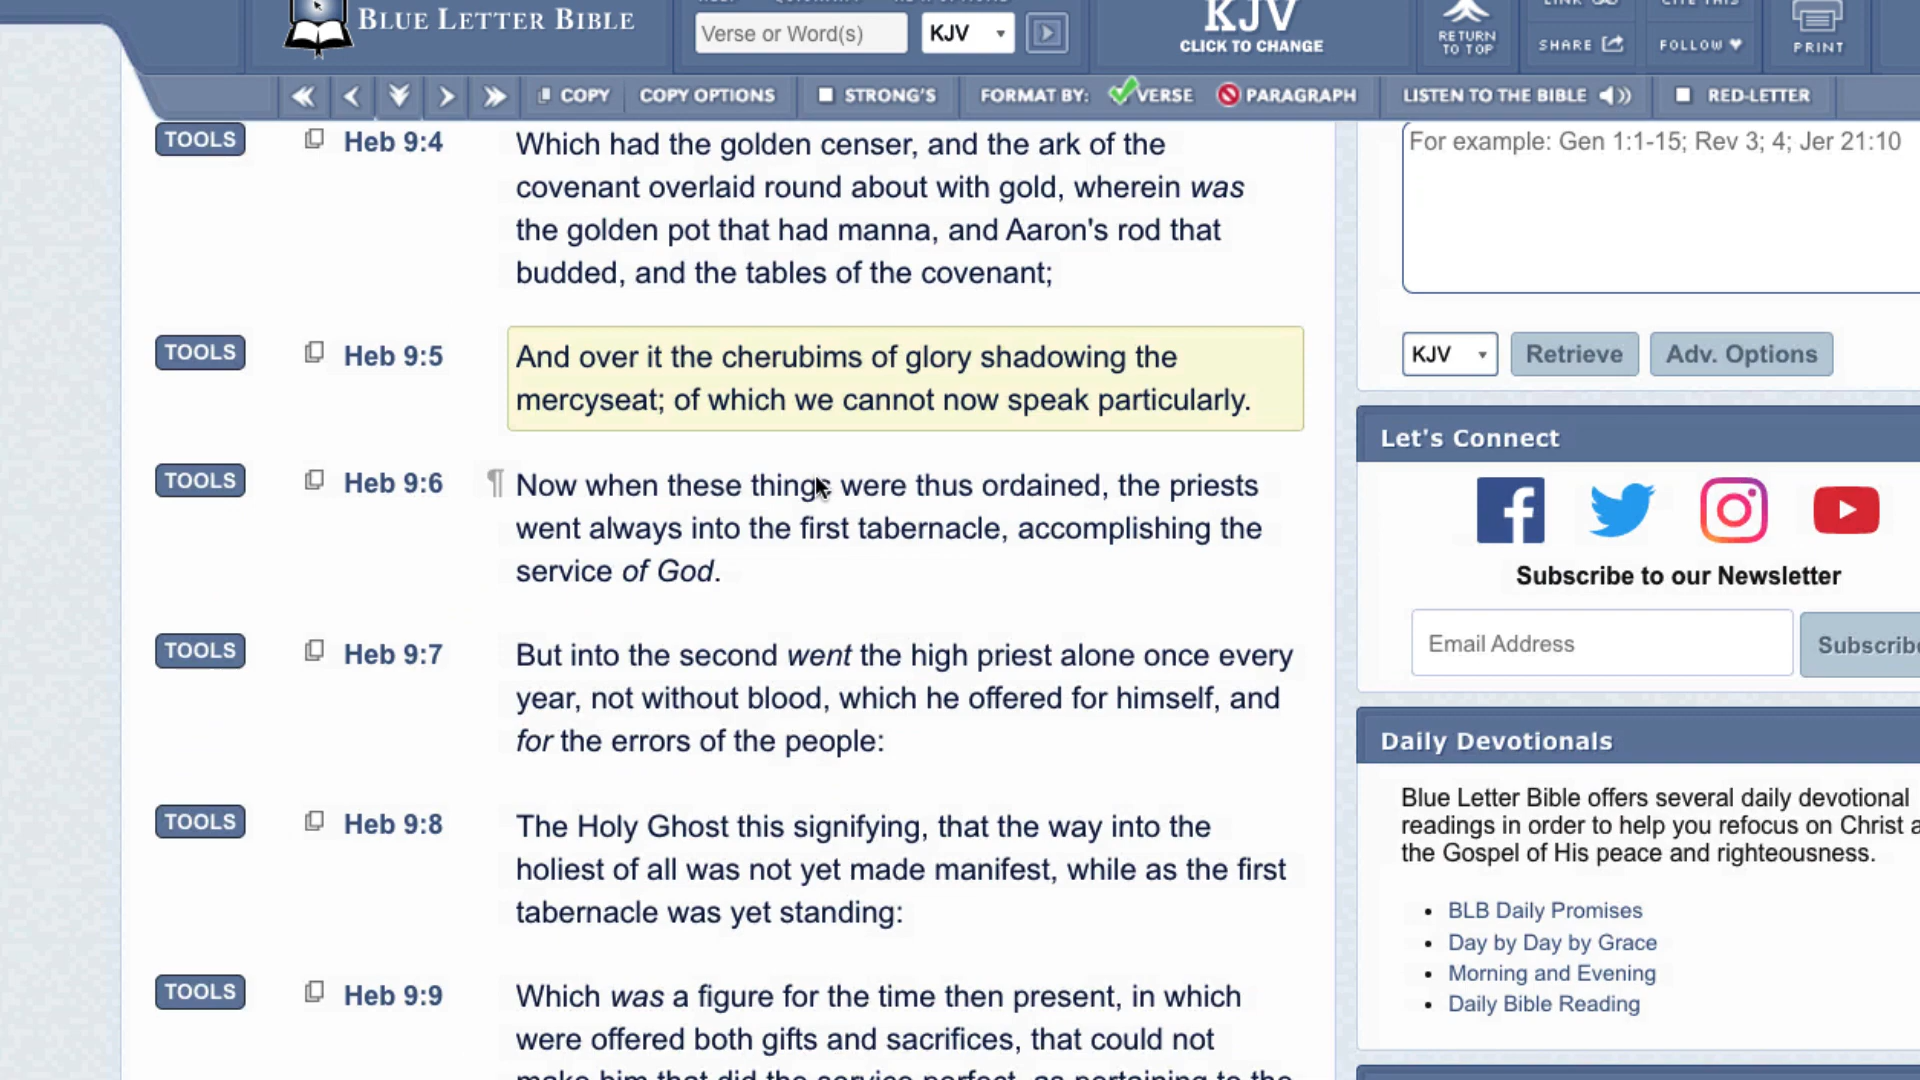 BLUE LETTER BIBLE
Verse or Word(s)
KJV
KJV
CLICK TO CHANGE
RETURN
TO TOP
SHARE
FOLLOW
PRINT
COPY
COPY OPTIONS
STRONG'S
FORMAT BY:
VERSE
PARAGRAPH
LISTEN TO THE BIBLE
RED-LETTER
TOOLS
Heb 9:4
Which had the golden censer, and the ark of the
covenant overlaid round about with gold, wherein was
the golden pot that had manna, and Aaron's rod that
budded, and the tables of the covenant;
TOOLS
Heb 9:5
And over it the cherubims of glory shadowing the
mercyseat; of which we cannot now speak particularly.
TOOLS
Heb 9:6
¶ Now when these things were thus ordained, the priests
went always into the first tabernacle, accomplishing the
service of God.
TOOLS
Heb 9:7
But into the second went the high priest alone once every
year, not without blood, which he offered for himself, and
for the errors of the people:
TOOLS
Heb 9:8
The Holy Ghost this signifying, that the way into the
holiest of all was not yet made manifest, while as the first
tabernacle was yet standing:
TOOLS
Heb 9:9
Which was a figure for the time then present, in which
were offered both gifts and sacrifices, that could not
make him that did the service perfect, as pertaining to the
For example: Gen 1:1-15; Rev 3; 4; Jer 21:10
KJV
Retrieve
Adv. Options
Let's Connect
Subscribe to our Newsletter
Email Address
Subscribe
Daily Devotionals
Blue Letter Bible offers several daily devotional
readings in order to help you refocus on Christ a
the Gospel of His peace and righteousness.
BLB Daily Promises
Day by Day by Grace
Morning and Evening
Daily Bible Reading